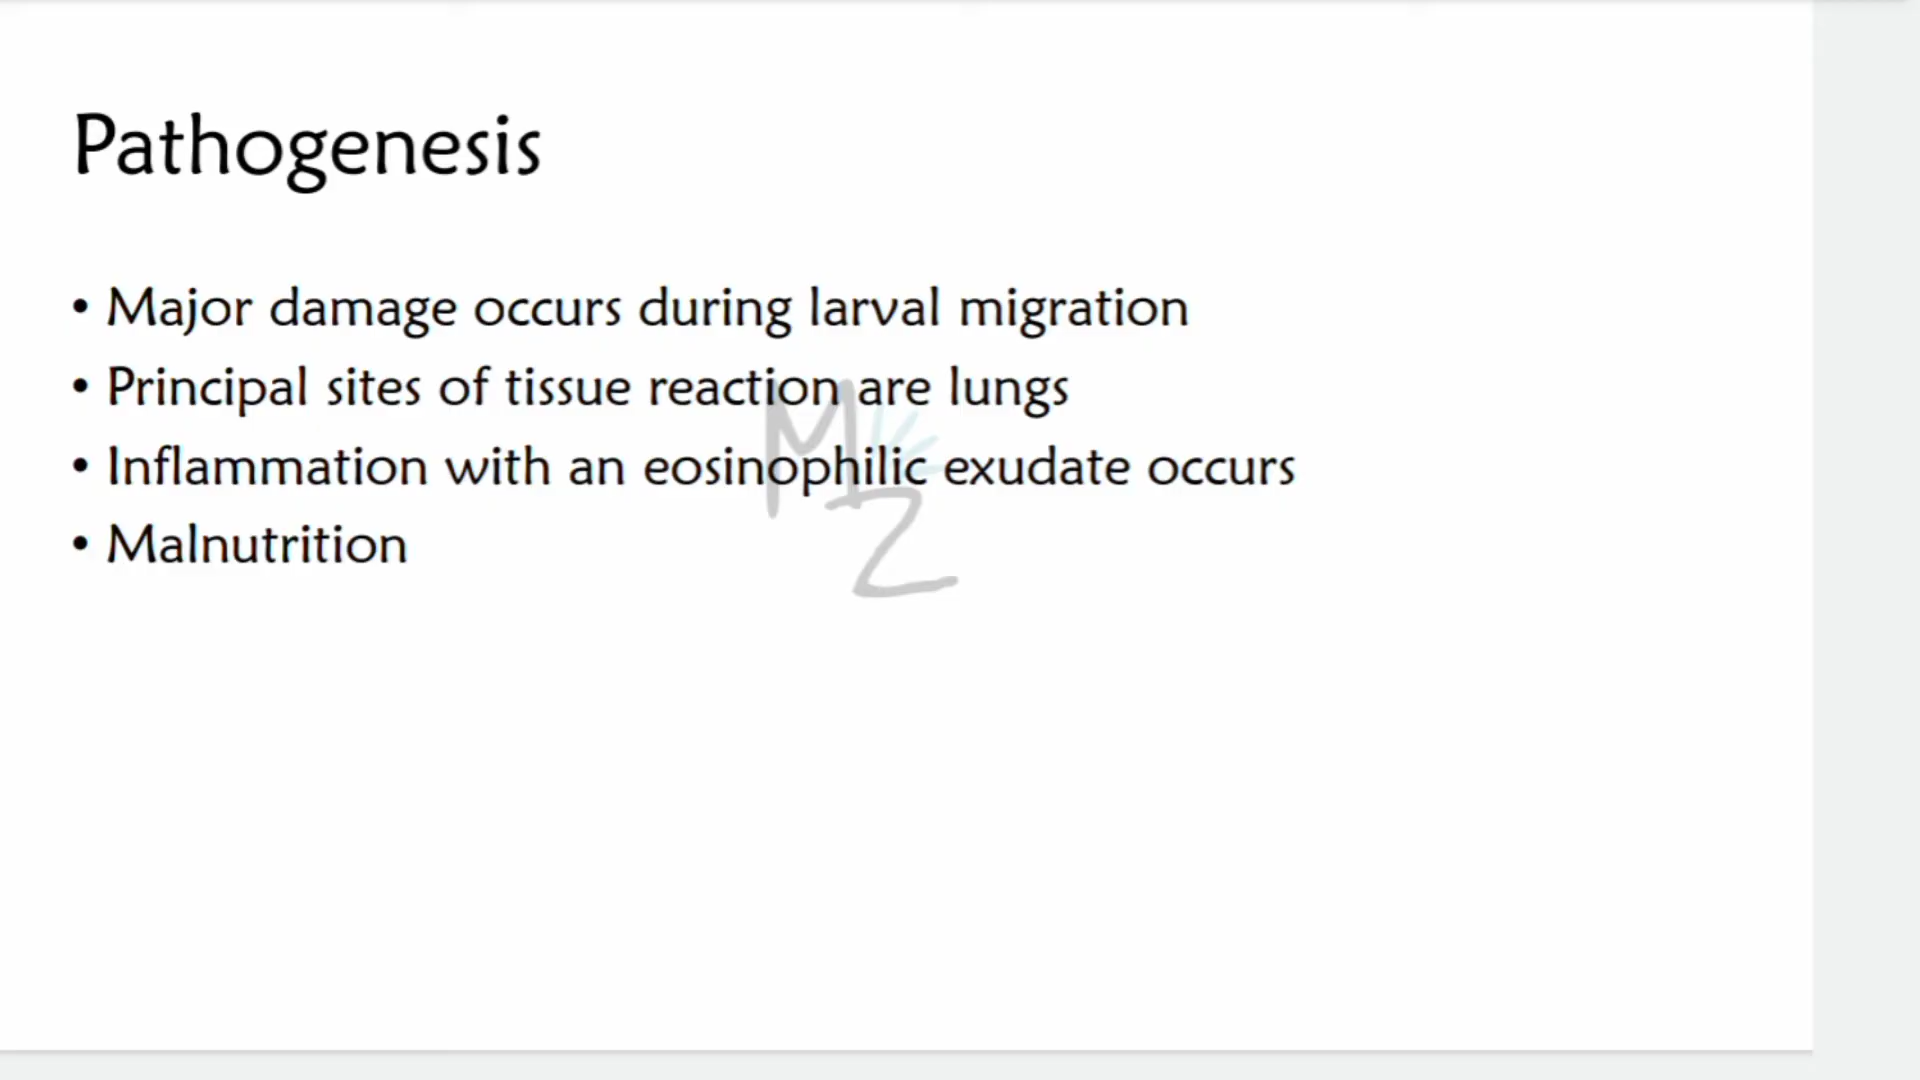 Pathogenesis
• Major damage occurs during larval migration
• Principal sites of tissue reaction are lungs
• Inflammation with an eosinophilic exudate occurs
• Malnutrition
MZ